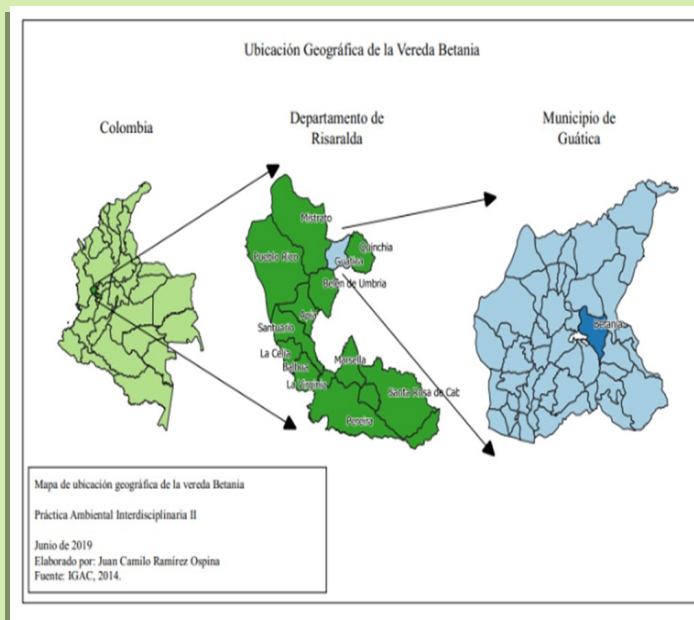 Ubicación Geográfica de la Vereda Betania
Colombia
Departamento de
Risaralda
Municipio de
Guática
Mistrato
Pueblo Rico
Quinchia
Guática
Belén de Umbria
Apia
Santuario
La Celia
Balboa
La Virginia
Marsella
Santa Rosa de Cab
Pereira
Betania
Mapa de ubicación geográfica de la vereda Betania
Práctica Ambiental Interdisciplinaria II
Junio de 2019
Elaborado por: Juan Camilo Ramírez Ospina
Fuente: IGAC, 2014.